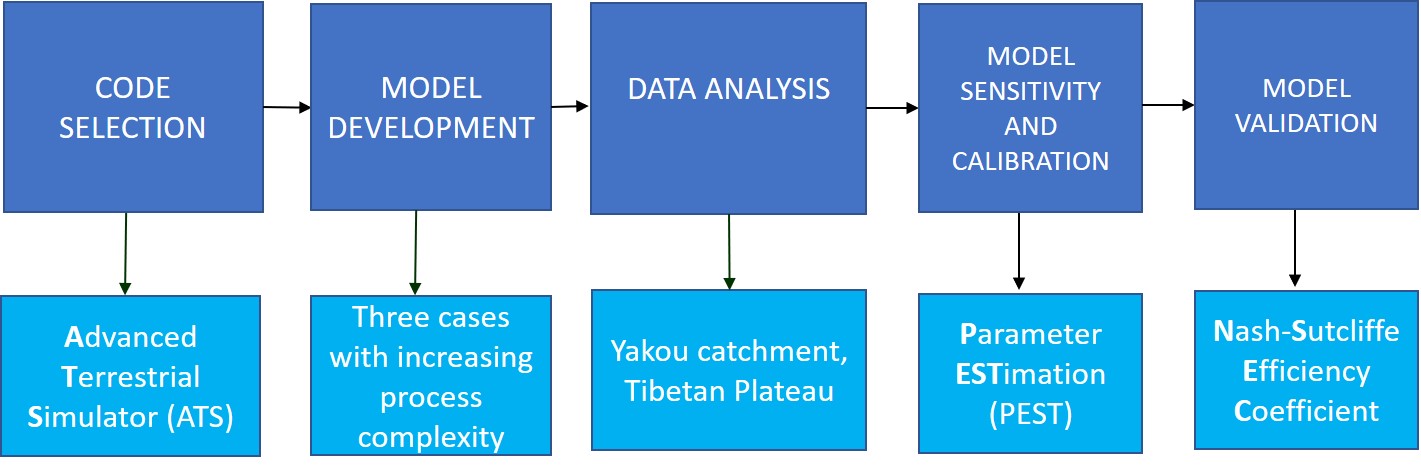 CODE
SELECTION
MODEL
DEVELOPMENT
DATA ANALYSIS
MODEL
SENSITIVITY
AND
CALIBRATION
MODEL
VALIDATION
Advanced
Terrestrial
Simulator (ATS)
Three cases
with increasing
process
complexity
Yakou catchment,
Tibetan Plateau
Parameter
ESTimation
(PEST)
Nash-Sutcliffe
Efficiency
Coefficient